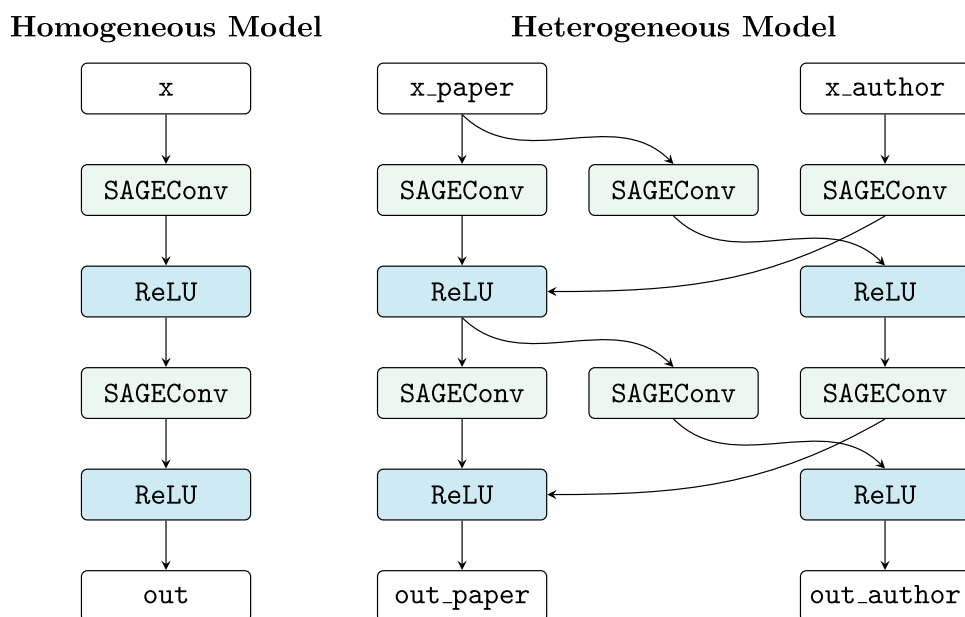 Homogeneous Model
Heterogeneous Model
x
x_paper
x_author
SAGEConv
SAGEConv
SAGEConv
SAGEConv
ReLU
ReLU
ReLU
SAGEConv
SAGEConv
SAGEConv
SAGEConv
ReLU
ReLU
ReLU
out
out_paper
out_author